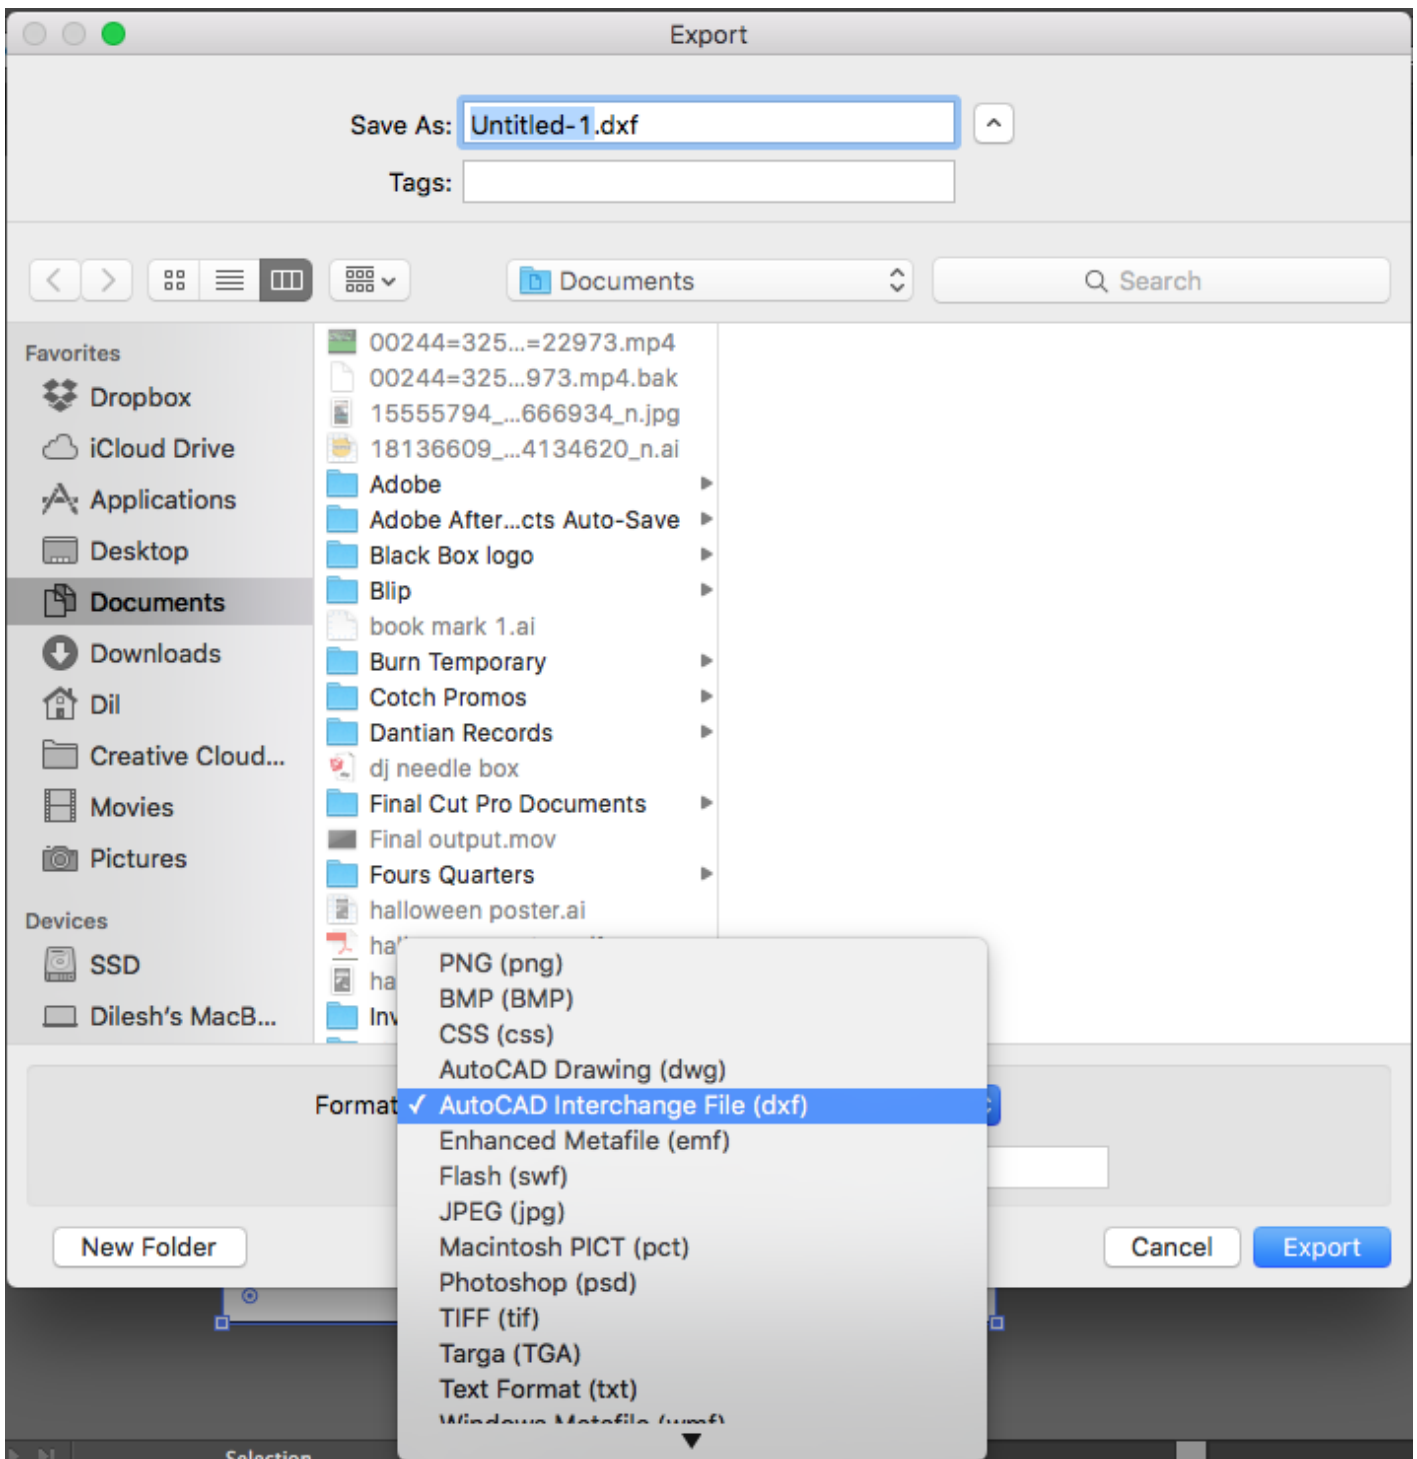 Export
Save As: Untitled-1.dxf
Tags:
Documents
Search
Favorites
Dropbox
iCloud Drive
Applications
Desktop
Documents
Downloads
Dil
Creative Cloud...
Movies
Pictures
Devices
SSD
Dilesh's MacB...
00244=325...=22973.mp4
00244=325...973.mp4.bak
15555794_...666934_n.jpg
18136609_...4134620_n.ai
Adobe
Adobe After...cts Auto-Save
Black Box logo
Blip
book mark 1.ai
Burn Temporary
Cotch Promos
Dantian Records
dj needle box
Final Cut Pro Documents
Final output.mov
Fours Quarters
halloween poster.ai
Format
PNG (png)
BMP (BMP)
CSS (css)
AutoCAD Drawing (dwg)
✓ AutoCAD Interchange File (dxf)
Enhanced Metafile (emf)
Flash (swf)
JPEG (jpg)
Macintosh PICT (pct)
Photoshop (psd)
TIFF (tif)
Targa (TGA)
Text Format (txt)
Windows Metafile (wmf)
New Folder
Cancel
Export
Selection